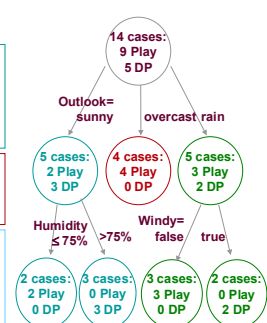 14 cases:
9 Play
5 DP
Outlook=
sunny
overcast
rain
5 cases:
2 Play
3 DP
4 cases:
4 Play
0 DP
5 cases:
3 Play
2 DP
Humidity
≤ 75%
>75%
Windy=
false
true
2 cases:
2 Play
0 DP
3 cases:
0 Play
3 DP
3 cases:
3 Play
0 DP
2 cases:
0 Play
2 DP